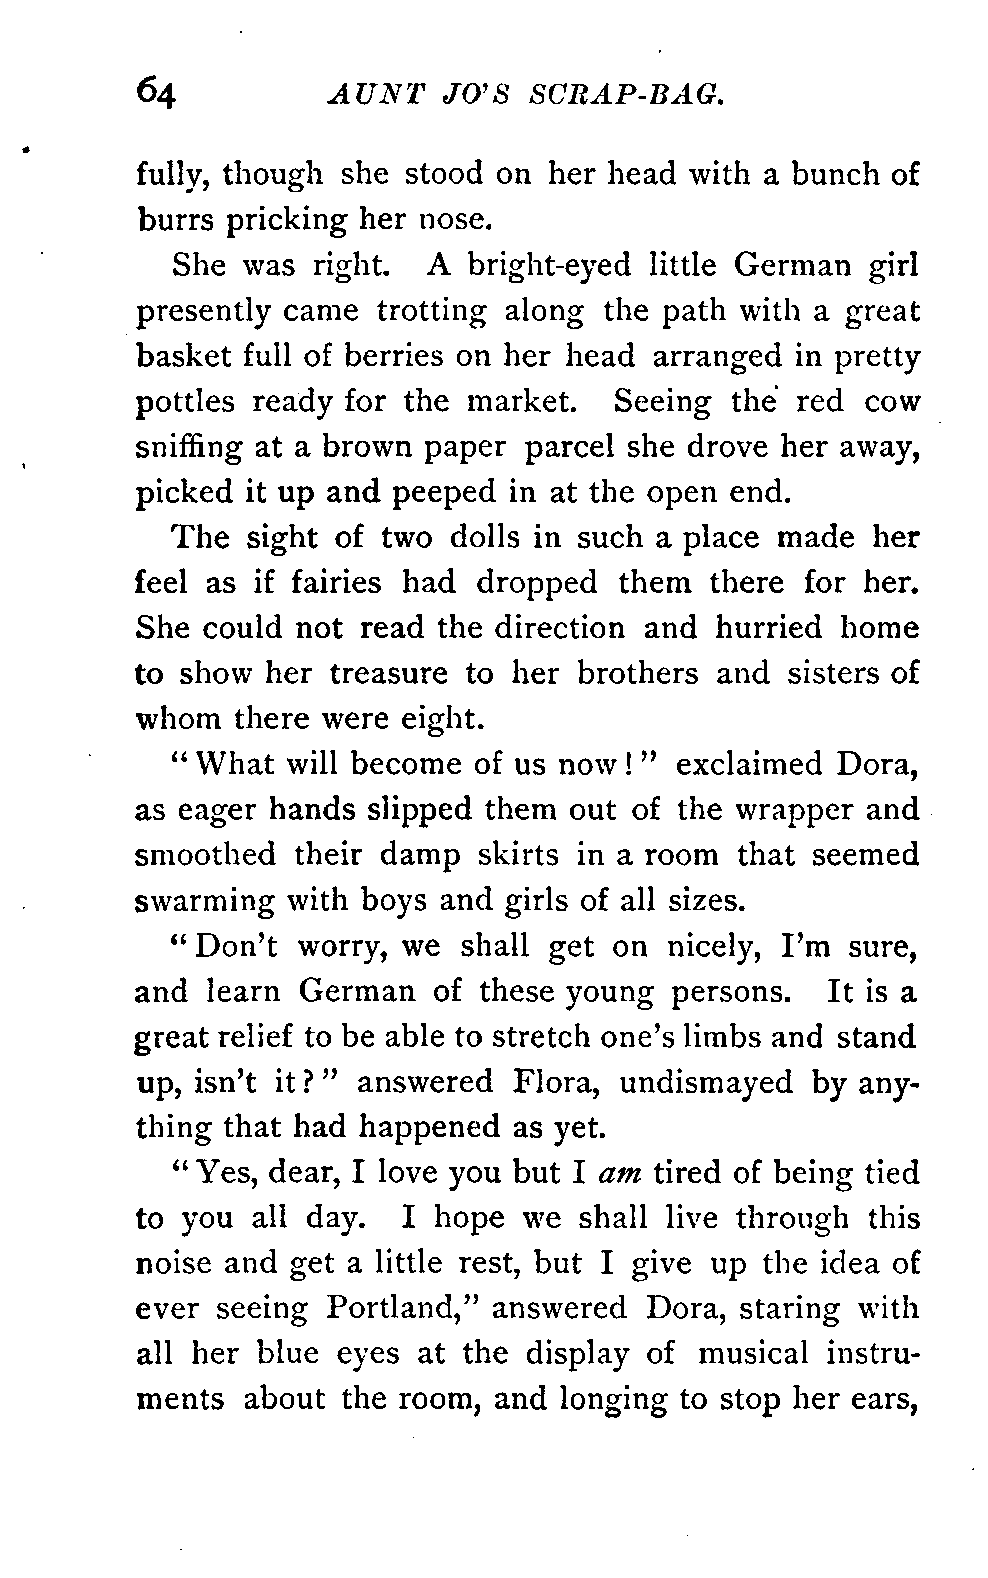 64 AUNT JO'S SCRAP-BAG.
fully, though she stood on her head with a bunch of
burrs pricking her nose.
She was right. A bright-eyed little German girl
presently came trotting along the path with a great
basket full of berries on her head arranged in pretty
pottles ready for the market. Seeing the red cow
sniffing at a brown paper parcel she drove her away,
picked it up and peeped in at the open end.
The sight of two dolls in such a place made her
feel as if fairies had dropped them there for her.
She could not read the direction and hurried home
to show her treasure to her brothers and sisters of
whom there were eight.
"What will become of us now!" exclaimed Dora,
as eager hands slipped them out of the wrapper and
smoothed their damp skirts in a room that seemed
swarming with boys and girls of all sizes.
"Don't worry, we shall get on nicely, I'm sure,
and learn German of these young persons. It is a
great relief to be able to stretch one's limbs and stand
up, isn't it?" answered Flora, undismayed by any-
thing that had happened as yet.
"Yes, dear, I love you but I am tired of being tied
to you all day. I hope we shall live through this
noise and get a little rest, but I give up the idea of
ever seeing Portland," answered Dora, staring with
all her blue eyes at the display of musical instru-
ments about the room, and longing to stop her ears,